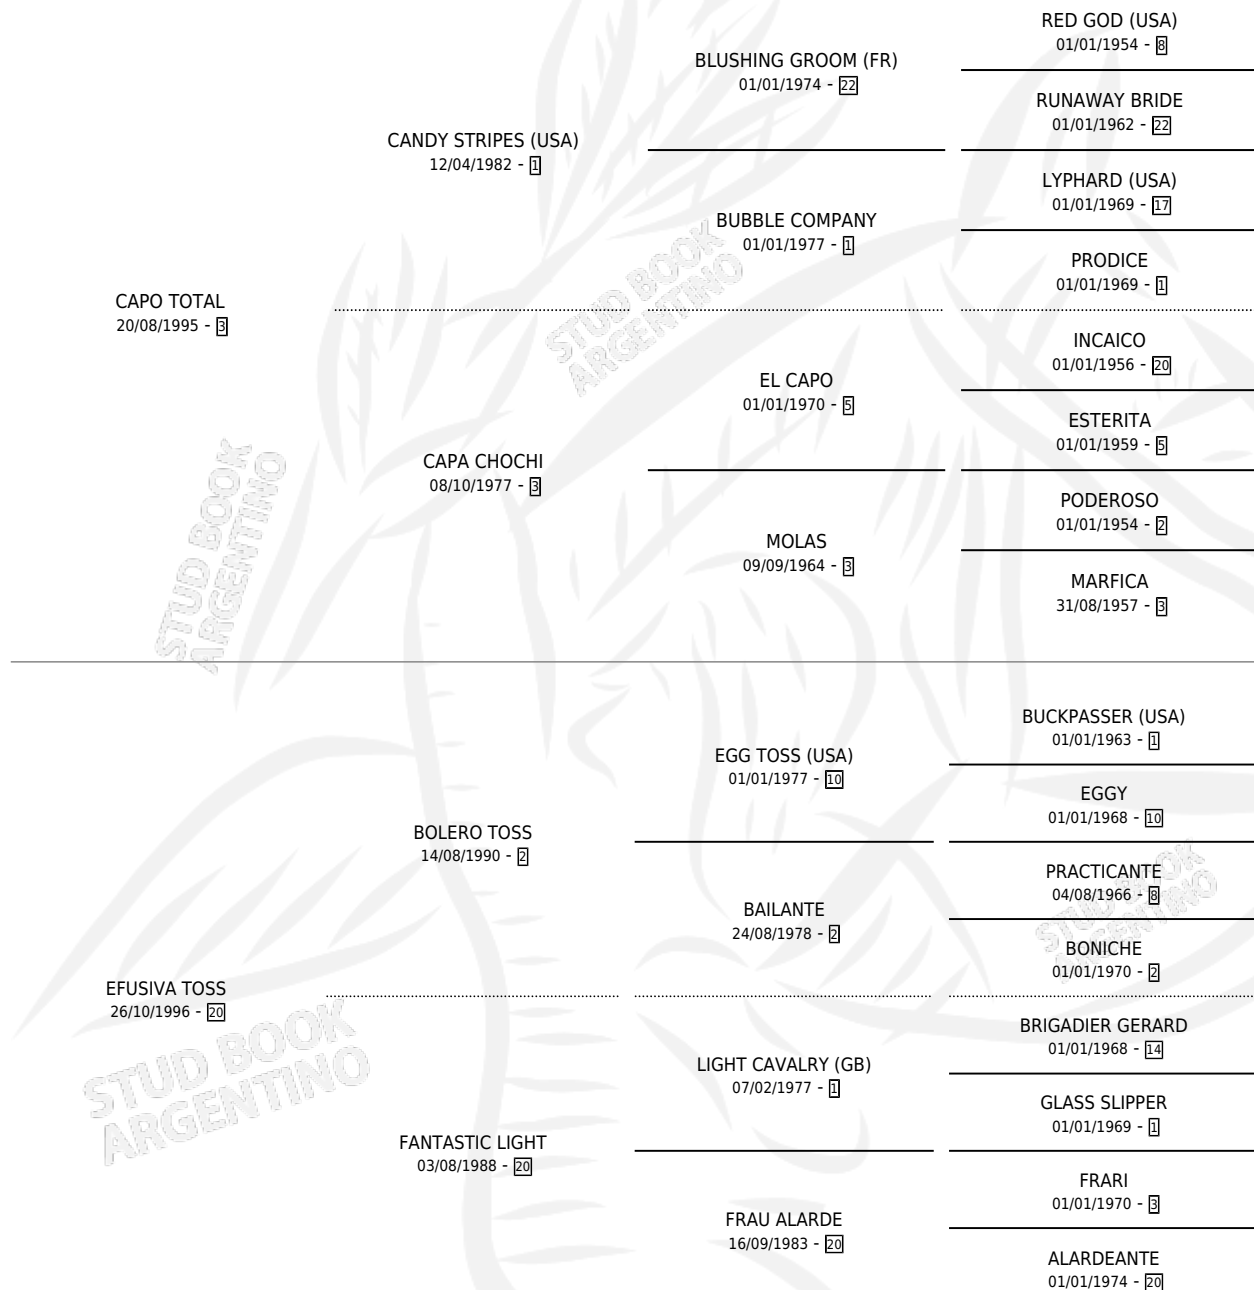 RED GOD (USA)
01/01/1954 - 8
BLUSHING GROOM (FR)
01/01/1974 - 22
RUNAWAY BRIDE
01/01/1962 - 22
CANDY STRIPES (USA)
12/04/1982 - 1
LYPHARD (USA)
01/01/1969 - 17
BUBBLE COMPANY
01/01/1977 - 1
PRODICE
01/01/1969 - 1
CAPO TOTAL
20/08/1995 - 3
STUD BOOK
ARGENTINO
INCAICO
01/01/1956 - 20
EL CAPO
01/01/1970 - 5
ESTERITA
01/01/1959 - 5
CAPA CHOCHI
08/10/1977 - 3
PODEROSO
01/01/1954 - 2
MOLAS
09/09/1964 - 3
MARFICA
31/08/1957 - 3
STUD BOOK
ARGENTINO
BUCKPASSER (USA)
01/01/1963 - 1
EGG TOSS (USA)
01/01/1977 - 10
EGGY
01/01/1968 - 10
BOLERO TOSS
14/08/1990 - 2
PRACTICANTE
04/08/1966 - 8
BAILANTE
24/08/1978 - 2
BONICHE
01/01/1970 - 2
STUD BOOK
ARGENTINO
EFUSIVA TOSS
26/10/1996 - 20
BRIGADIER GERARD
01/01/1968 - 14
LIGHT CAVALRY (GB)
07/02/1977 - 1
GLASS SLIPPER
01/01/1969 - 1
STUD BOOK
ARGENTINO
FANTASTIC LIGHT
03/08/1988 - 20
FRARI
01/01/1970 - 3
FRAU ALARDE
16/09/1983 - 20
ALARDEANTE
01/01/1974 - 20